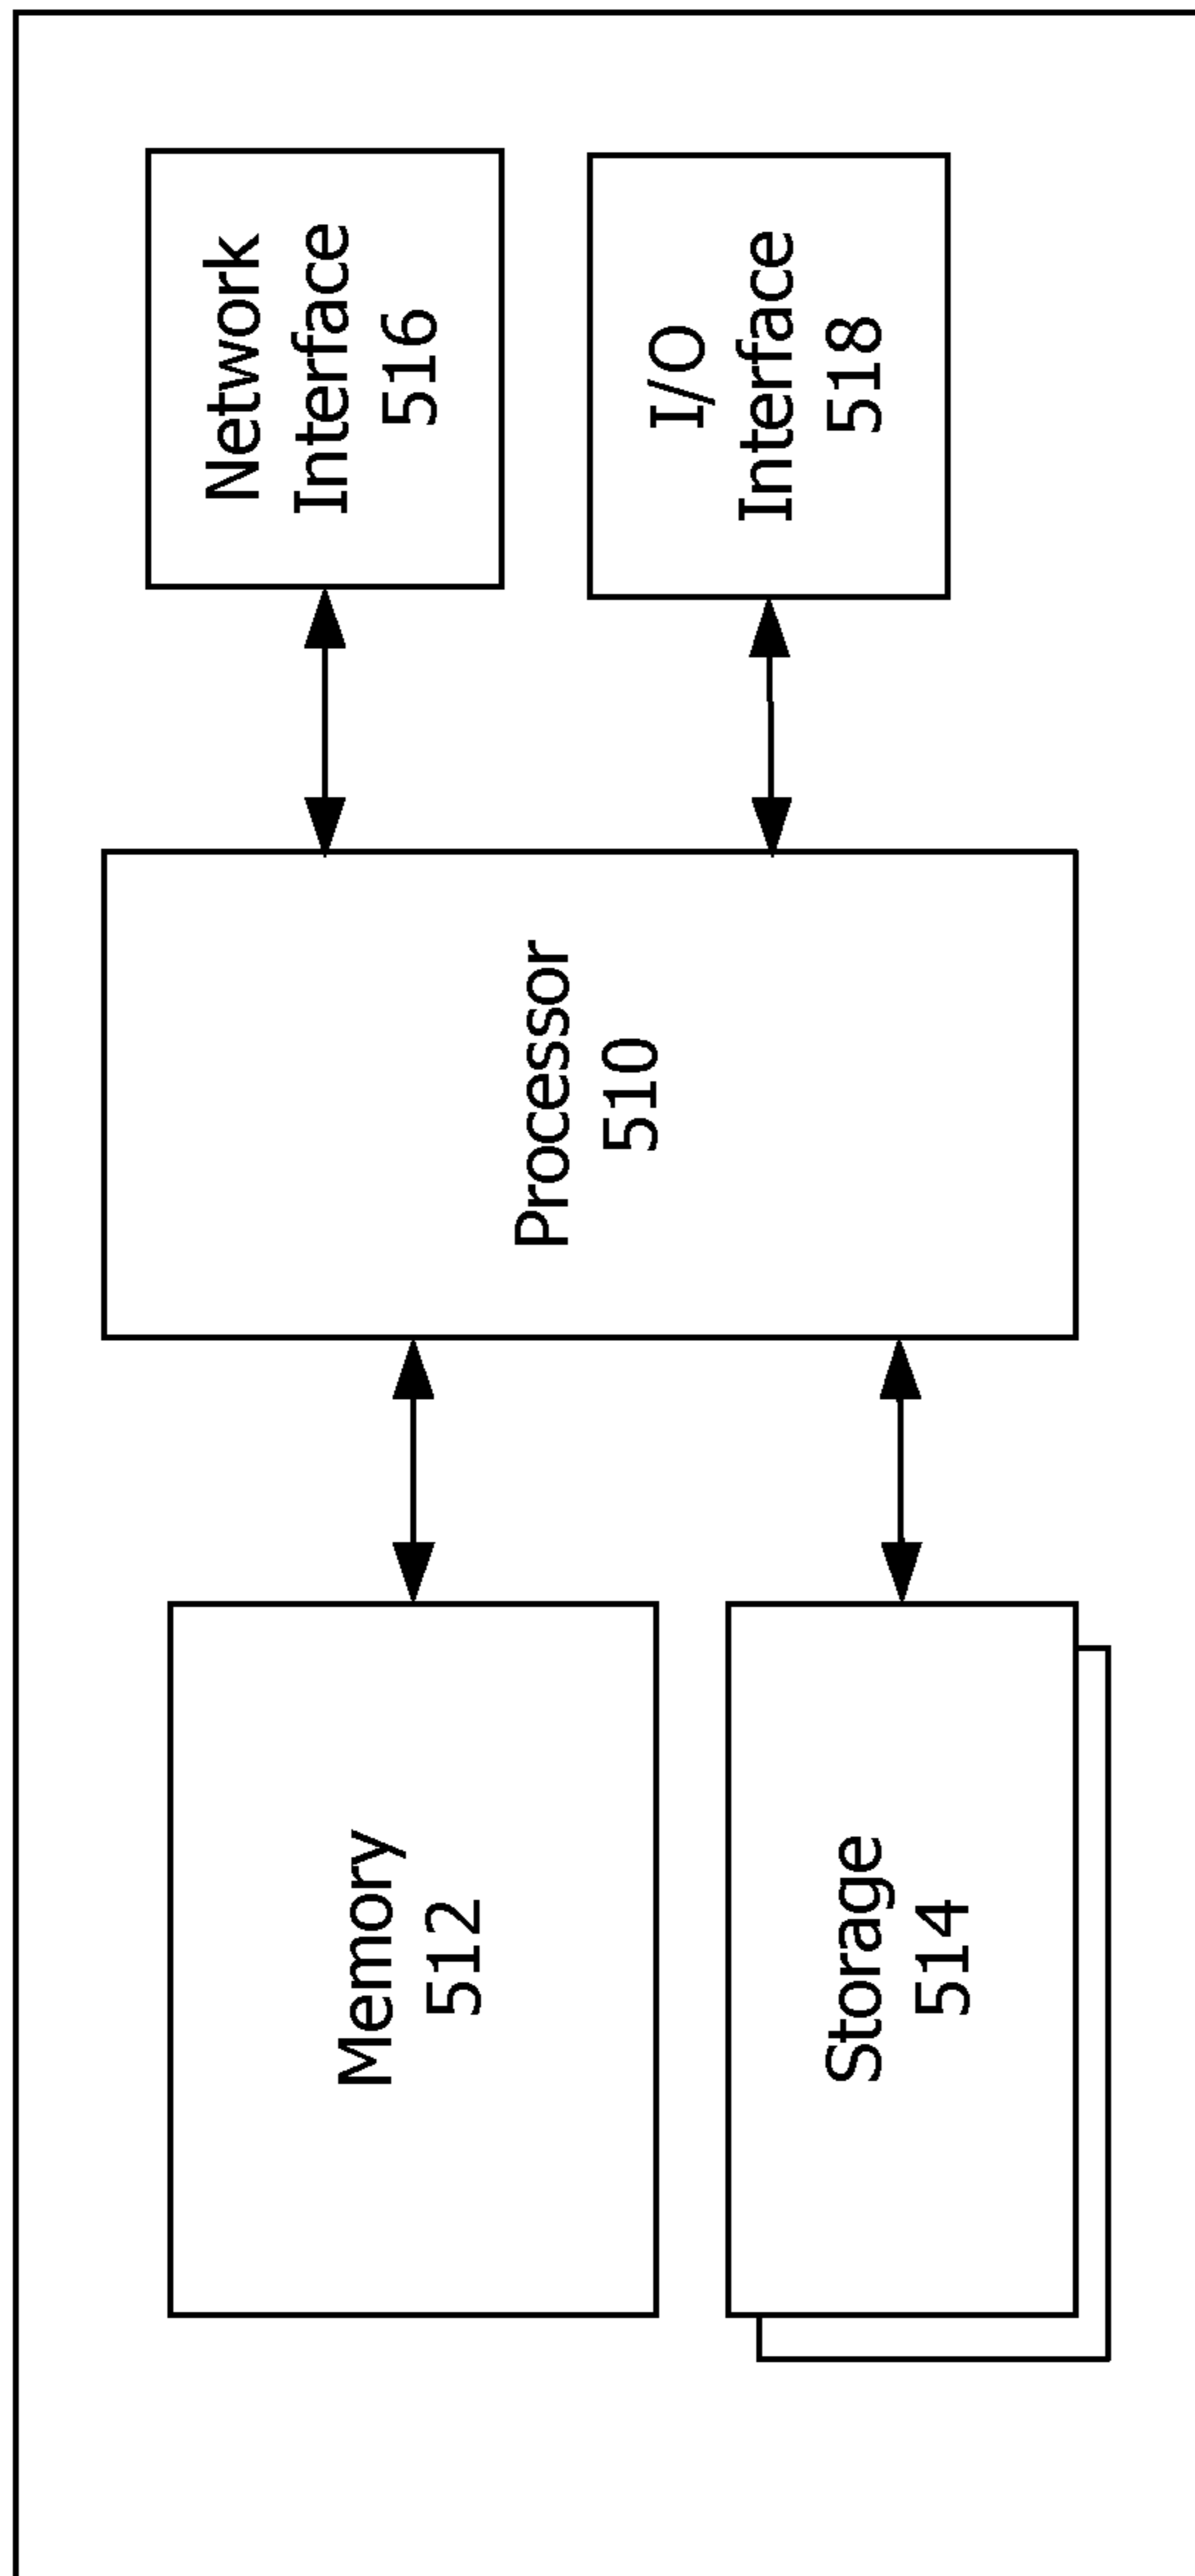 Memory
512
Storage
514
Processor
510
Network
Interface
516
I/O
Interface
518